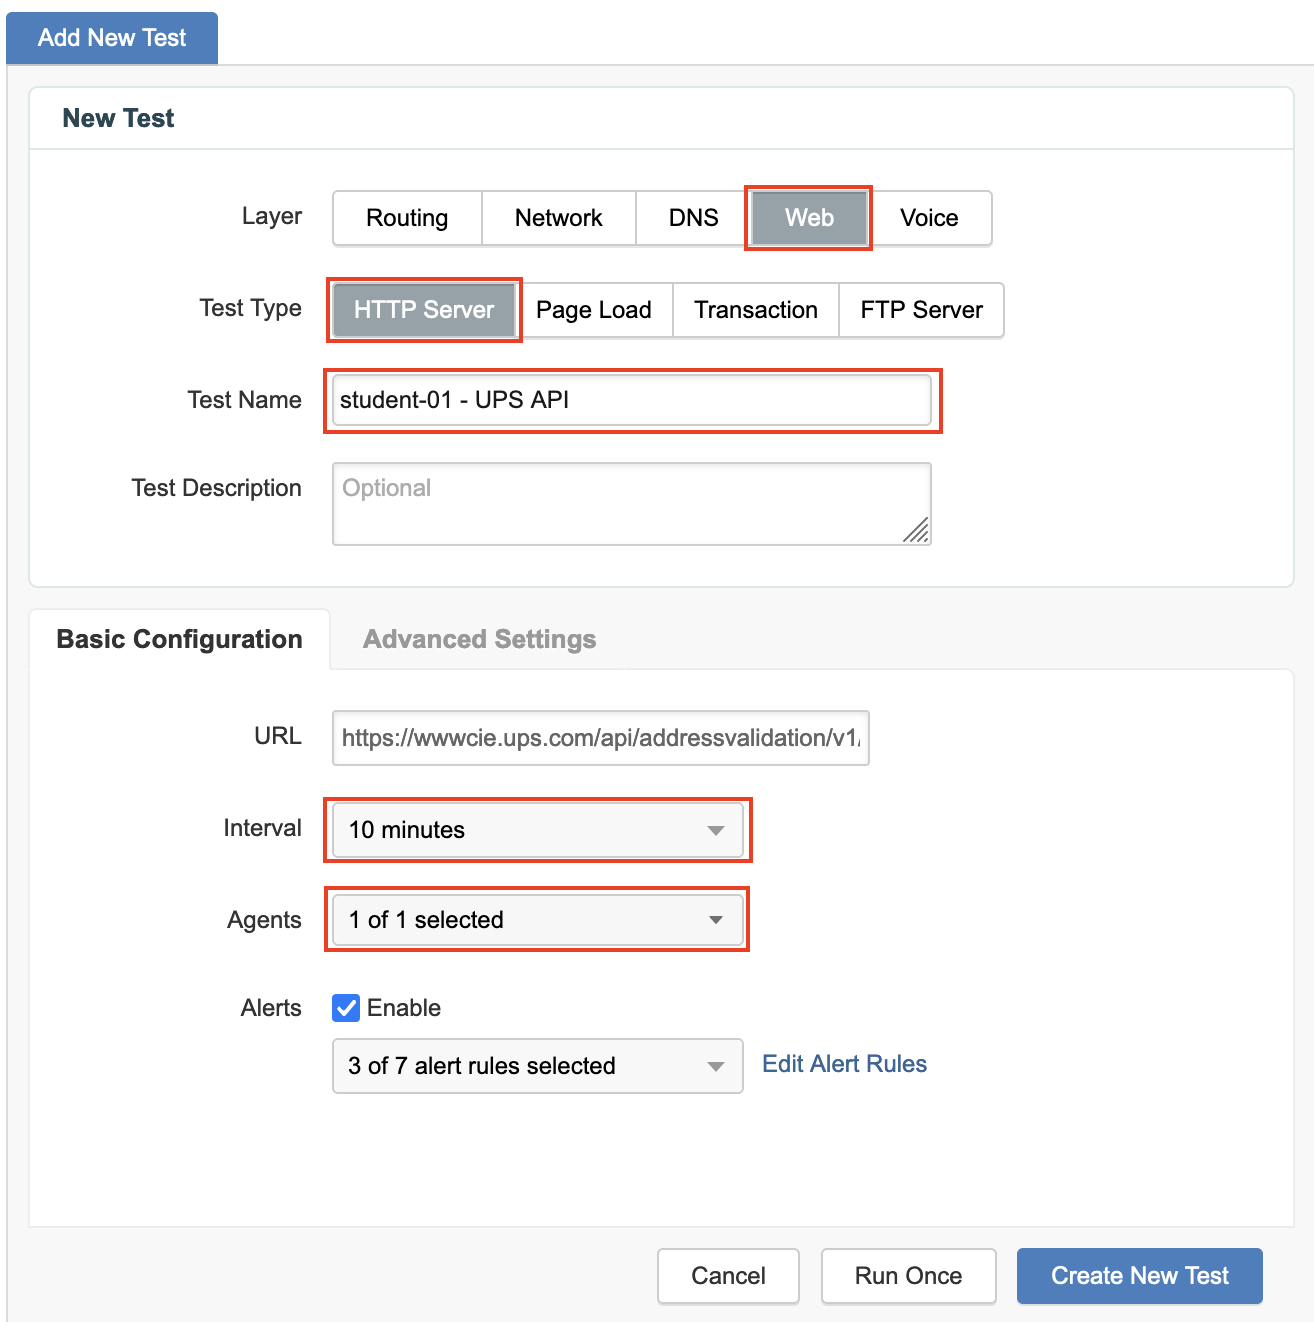 Add New Test
New Test
Layer Routing Network DNS Web Voice
Test Type HTTP Server Page Load Transaction FTP Server
Test Name student-01 - UPS API
Test Description Optional
Basic Configuration Advanced Settings
URL https://wwwcie.ups.com/api/addressvalidation/v1/
Interval 10 minutes
Agents 1 of 1 selected
Alerts Enable
3 of 7 alert rules selected Edit Alert Rules
Cancel Run Once Create New Test